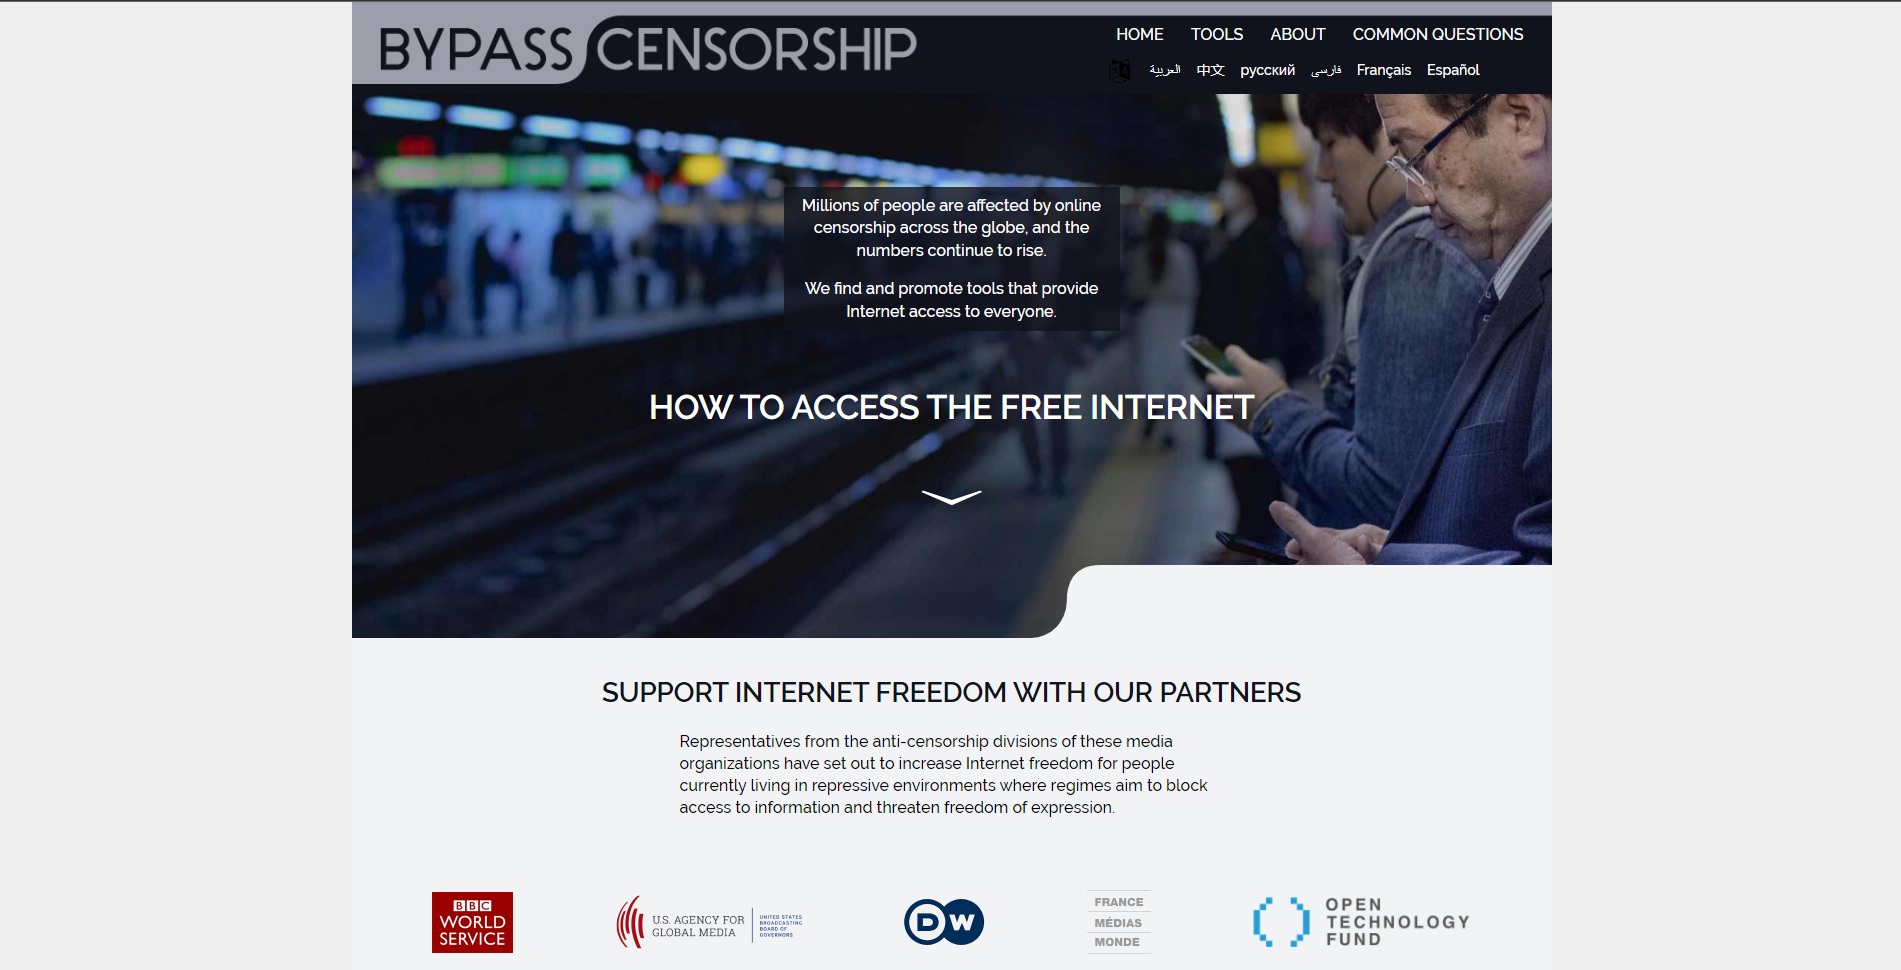 BYPASS CENSORSHIP
HOME TOOLS ABOUT COMMON QUESTIONS
العربية 中文 русский فارسی Français Español
Millions of people are affected by online
censorship across the globe, and the
numbers continue to rise.
We find and promote tools that provide
Internet access to everyone.
HOW TO ACCESS THE FREE INTERNET
SUPPORT INTERNET FREEDOM WITH OUR PARTNERS
Representatives from the anti-censorship divisions of these media
organizations have set out to increase Internet freedom for people
currently living in repressive environments where regimes aim to block
access to information and threaten freedom of expression.
BBC
WORLD
SERVICE
U.S. AGENCY FOR
GLOBAL MEDIA
UNITED STATES
BROADCASTING
BOARD OF
GOVERNORS
DW
FRANCE
MÉDIAS
MONDE
OPEN
TECHNOLOGY
FUND